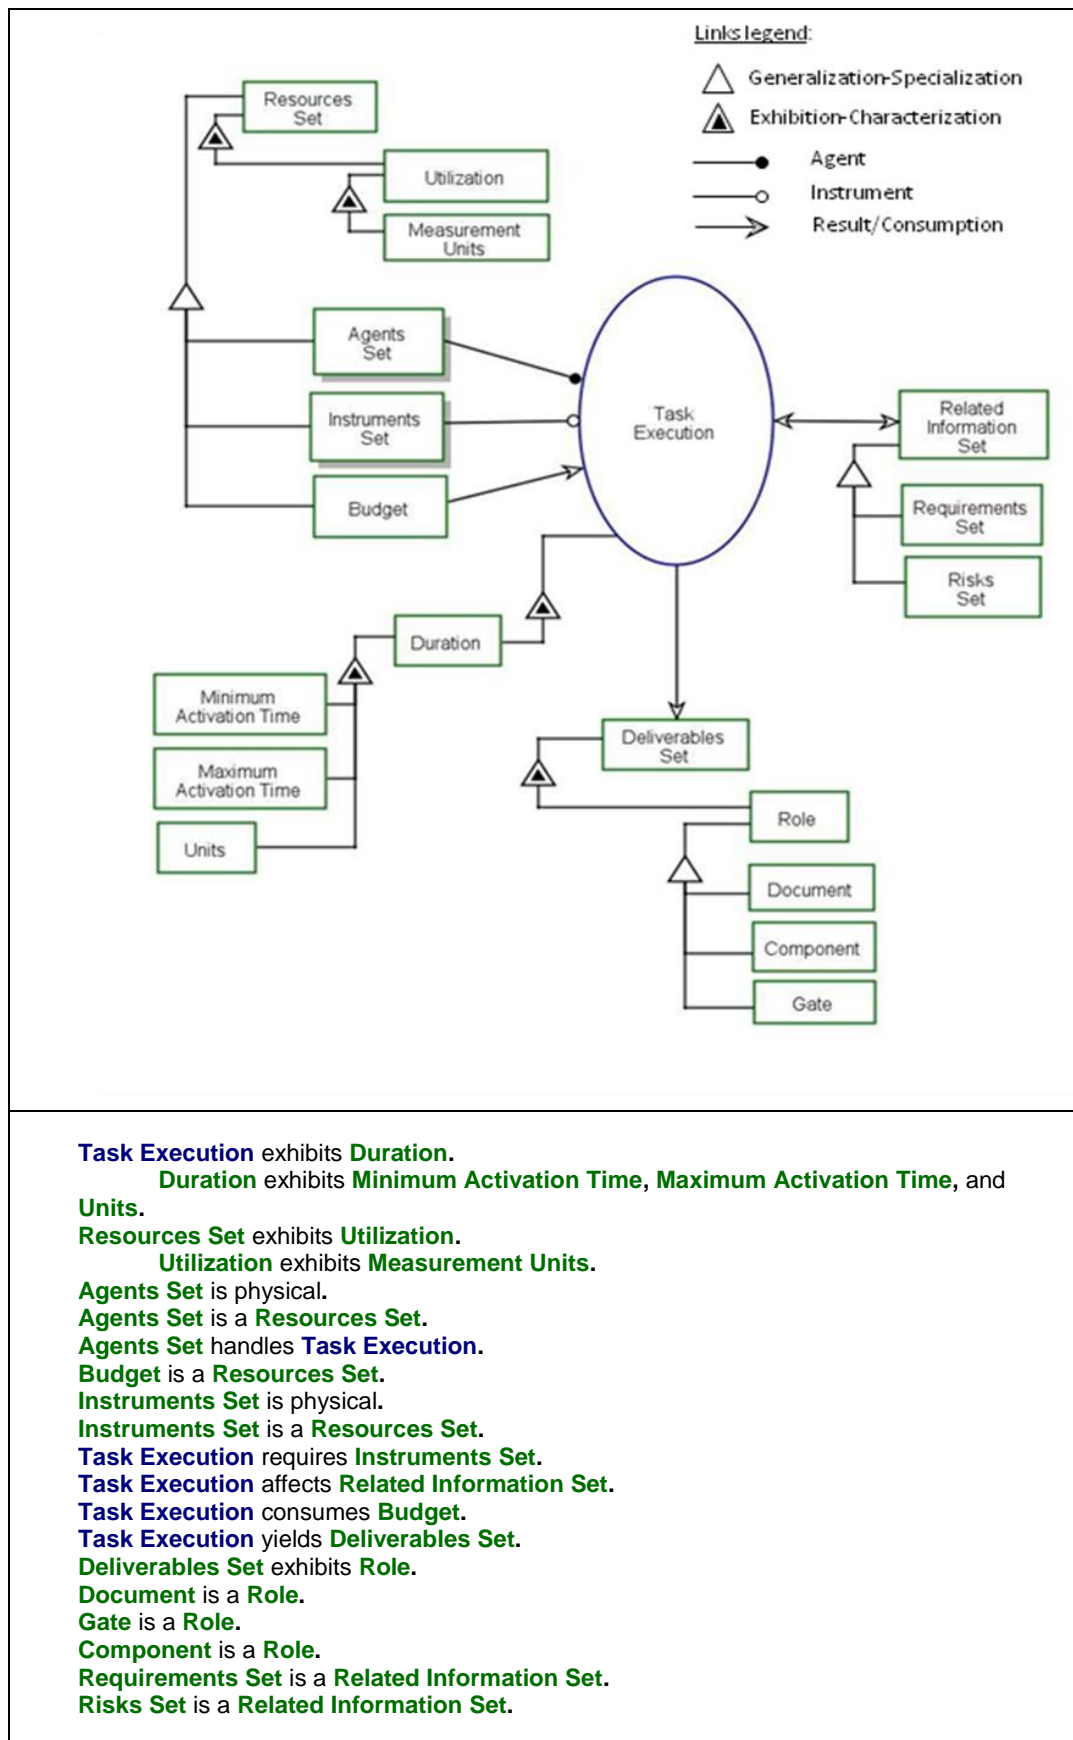 Links legend:
Generalization-Specialization
Exhibition-Characterization
Agent
Instrument
Result/Consumption
Resources
Set
Utilization
Measurement
Units
Agents
Set
Instruments
Set
Budget
Task
Execution
Related
Information
Set
Requirements
Set
Risks
Set
Duration
Minimum
Activation Time
Maximum
Activation Time
Units
Deliverables
Set
Role
Document
Component
Gate
Task Execution exhibits Duration.
Duration exhibits Minimum Activation Time, Maximum Activation Time, and
Units.
Resources Set exhibits Utilization.
Utilization exhibits Measurement Units.
Agents Set is physical.
Agents Set is a Resources Set.
Agents Set handles Task Execution.
Budget is a Resources Set.
Instruments Set is physical.
Instruments Set is a Resources Set.
Task Execution requires Instruments Set.
Task Execution affects Related Information Set.
Task Execution consumes Budget.
Task Execution yields Deliverables Set.
Deliverables Set exhibits Role.
Document is a Role.
Gate is a Role.
Component is a Role.
Requirements Set is a Related Information Set.
Risks Set is a Related Information Set.